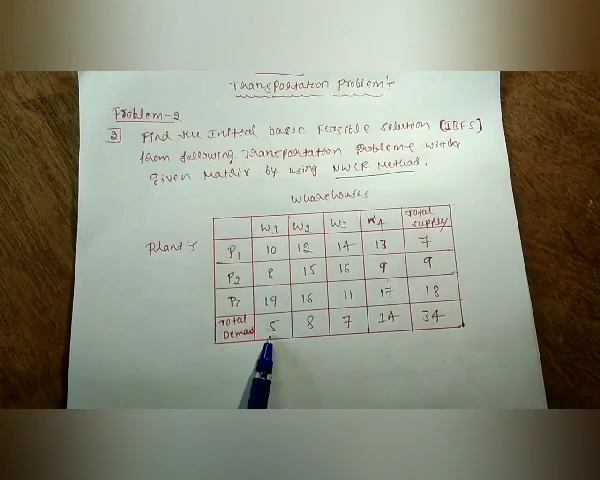 Transportation Problem:
Problem-2
2 Find the Initial basic Feasible solution [IBFS]
from following Transportation Problem with
given Matrix by using NWCR Method.
Wharehouses
Plant's
W1 W2 W3 W4 Total supply
P1 10 12 14 13 7
P2 8 15 16 9 9
P3 19 16 11 17 18
Total Demand 5 8 7 14 34